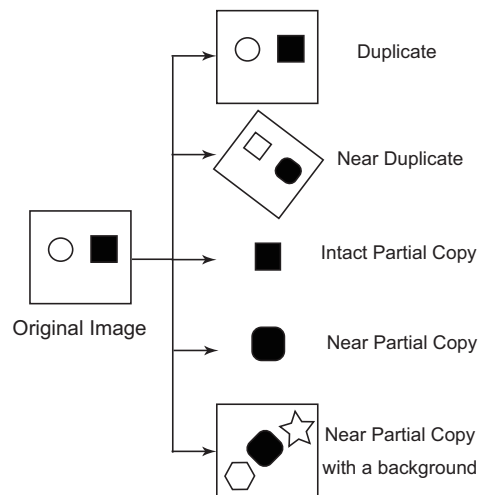 Duplicate
Near Duplicate
Intact Partial Copy
Original Image
Near Partial Copy
Near Partial Copy
with a background